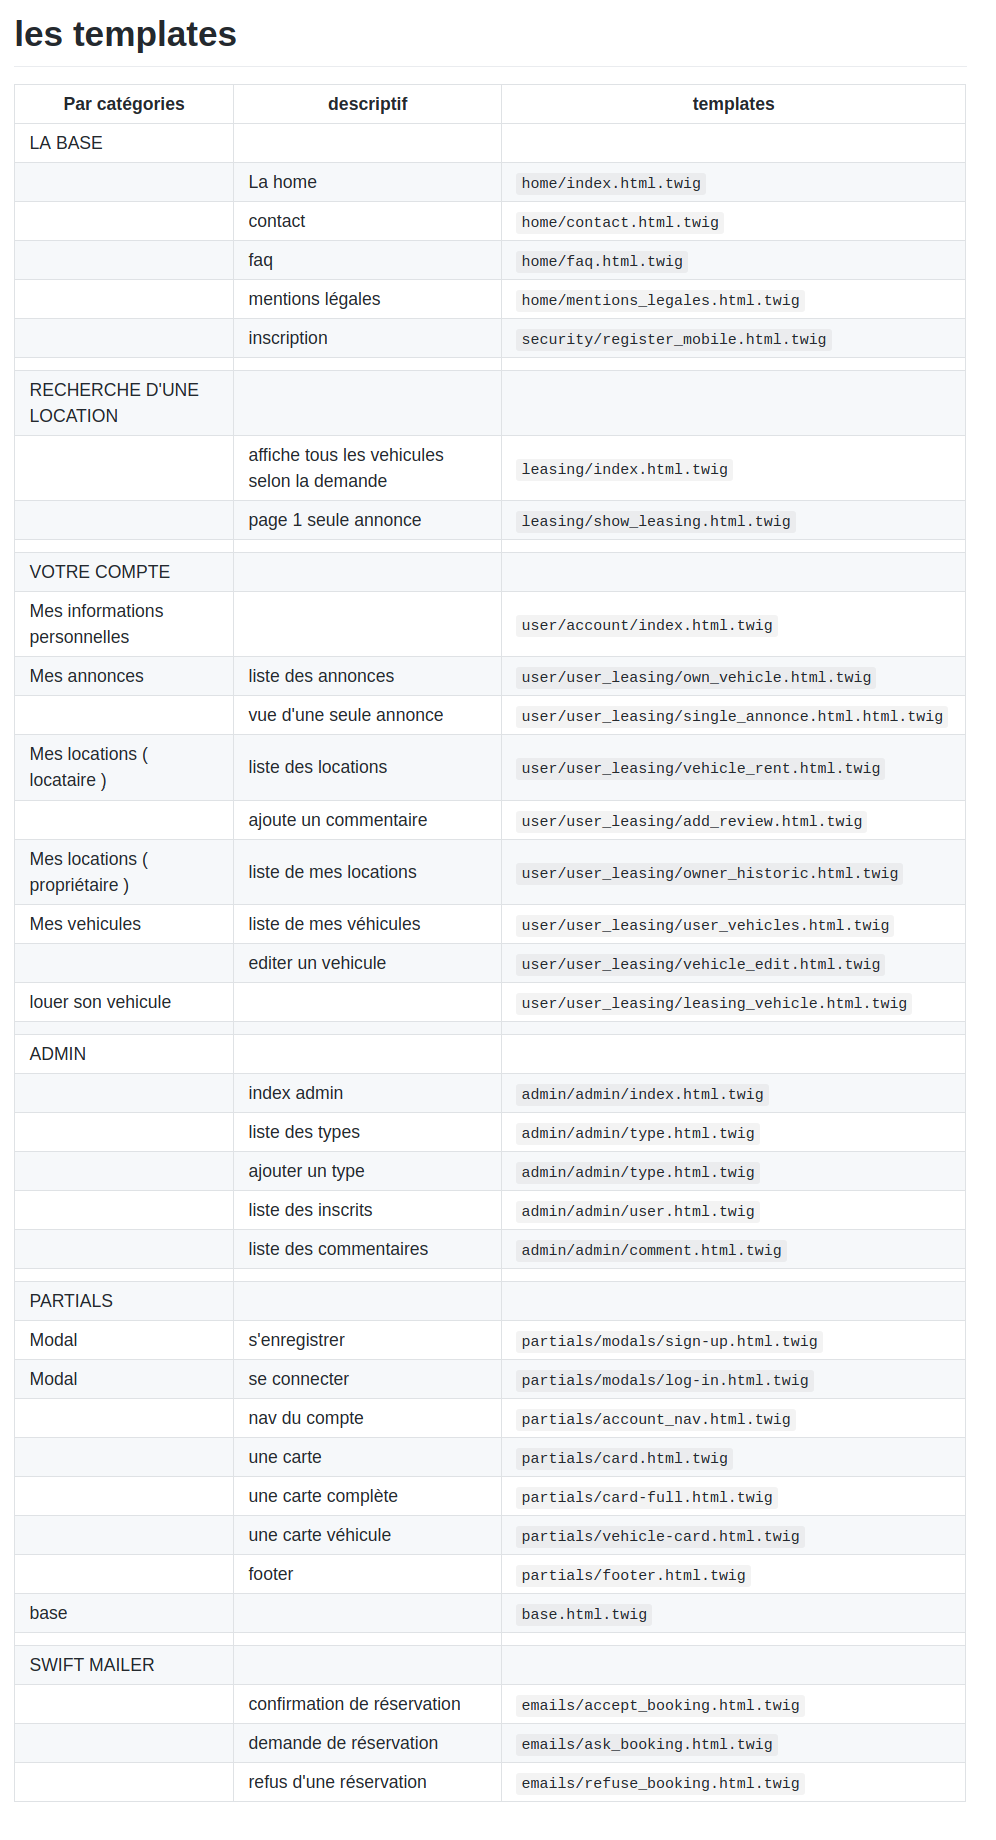 les templates
Par catégories descriptif templates
LA BASE
La home home/index.html.twig
contact home/contact.html.twig
faq home/faq.html.twig
mentions légales home/mentions_legales.html.twig
inscription security/register_mobile.html.twig
RECHERCHE D'UNE
LOCATION
affiche tous les vehicules
selon la demande
leasing/index.html.twig
page 1 seule annonce leasing/show_leasing.html.twig
VOTRE COMPTE
Mes informations
personnelles
user/account/index.html.twig
Mes annonces liste des annonces user/user_leasing/own_vehicle.html.twig
vue d'une seule annonce user/user_leasing/single_annonce.html.html.twig
Mes locations (
locataire )
liste des locations user/user_leasing/vehicle_rent.html.twig
ajoute un commentaire user/user_leasing/add_review.html.twig
Mes locations (
propriétaire )
liste de mes locations user/user_leasing/owner_historic.html.twig
Mes vehicules liste de mes véhicules user/user_leasing/user_vehicles.html.twig
editer un vehicule user/user_leasing/vehicle_edit.html.twig
louer son vehicule user/user_leasing/leasing_vehicle.html.twig
ADMIN
index admin admin/admin/index.html.twig
liste des types admin/admin/type.html.twig
ajouter un type admin/admin/type.html.twig
liste des inscrits admin/admin/user.html.twig
liste des commentaires admin/admin/comment.html.twig
PARTIALS
Modal s'enregistrer partials/modals/sign-up.html.twig
Modal se connecter partials/modals/log-in.html.twig
nav du compte partials/account_nav.html.twig
une carte partials/card.html.twig
une carte complète partials/card-full.html.twig
une carte véhicule partials/vehicle-card.html.twig
footer partials/footer.html.twig
base base.html.twig
SWIFT MAILER
confirmation de réservation emails/accept_booking.html.twig
demande de réservation emails/ask_booking.html.twig
refus d'une réservation emails/refuse_booking.html.twig